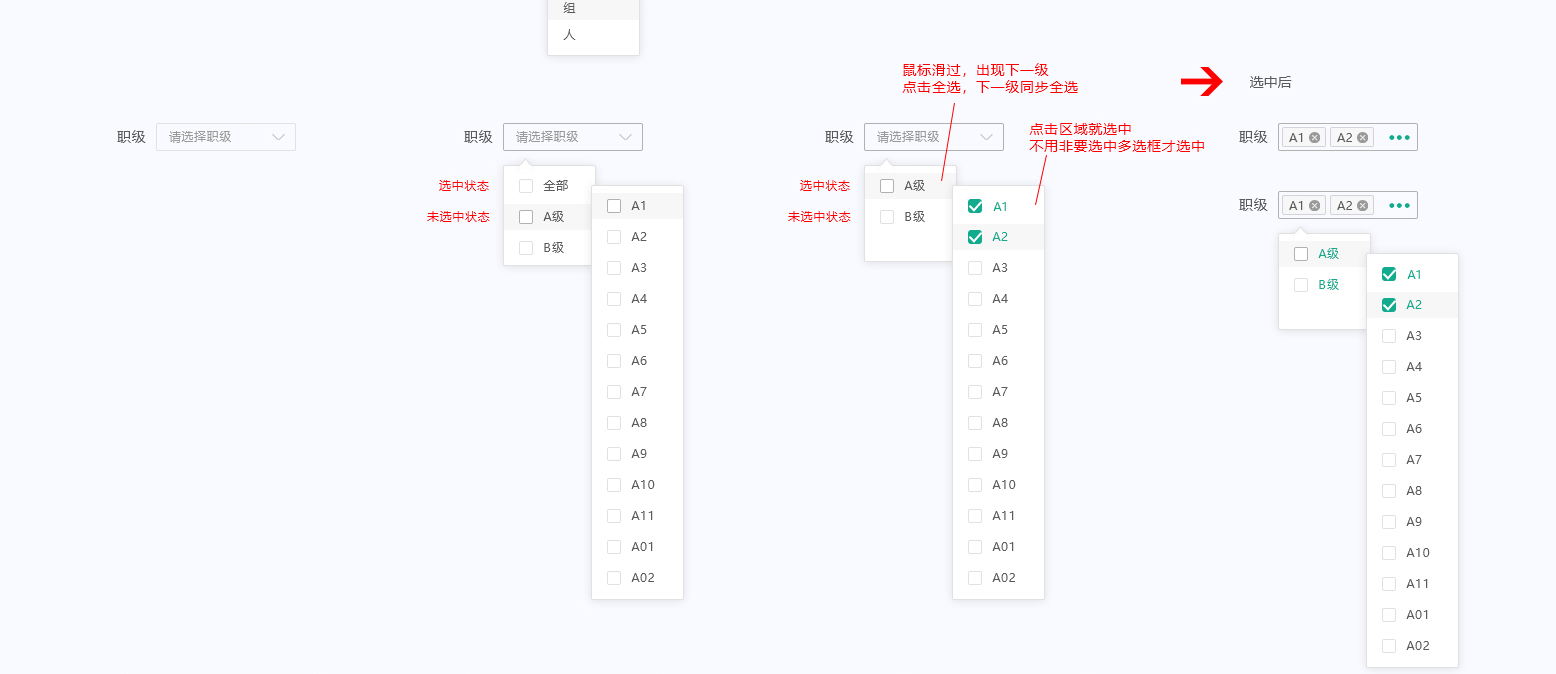 组
人
鼠标滑过，出现下一级
点击全选，下一级同步全选
选中后
职级
请选择职级
职级
请选择职级
选中状态
未选中状态
全部
A级
B级
A1
A2
A3
A4
A5
A6
A7
A8
A9
A10
A11
A01
A02
职级
请选择职级
点击区域就选中
不用非要选中多选框才选中
选中状态
未选中状态
A级
B级
A1
A2
A3
A4
A5
A6
A7
A8
A9
A10
A11
A01
A02
职级
A1 A2
职级
A1 A2
A级
B级
A1
A2
A3
A4
A5
A6
A7
A8
A9
A10
A11
A01
A02